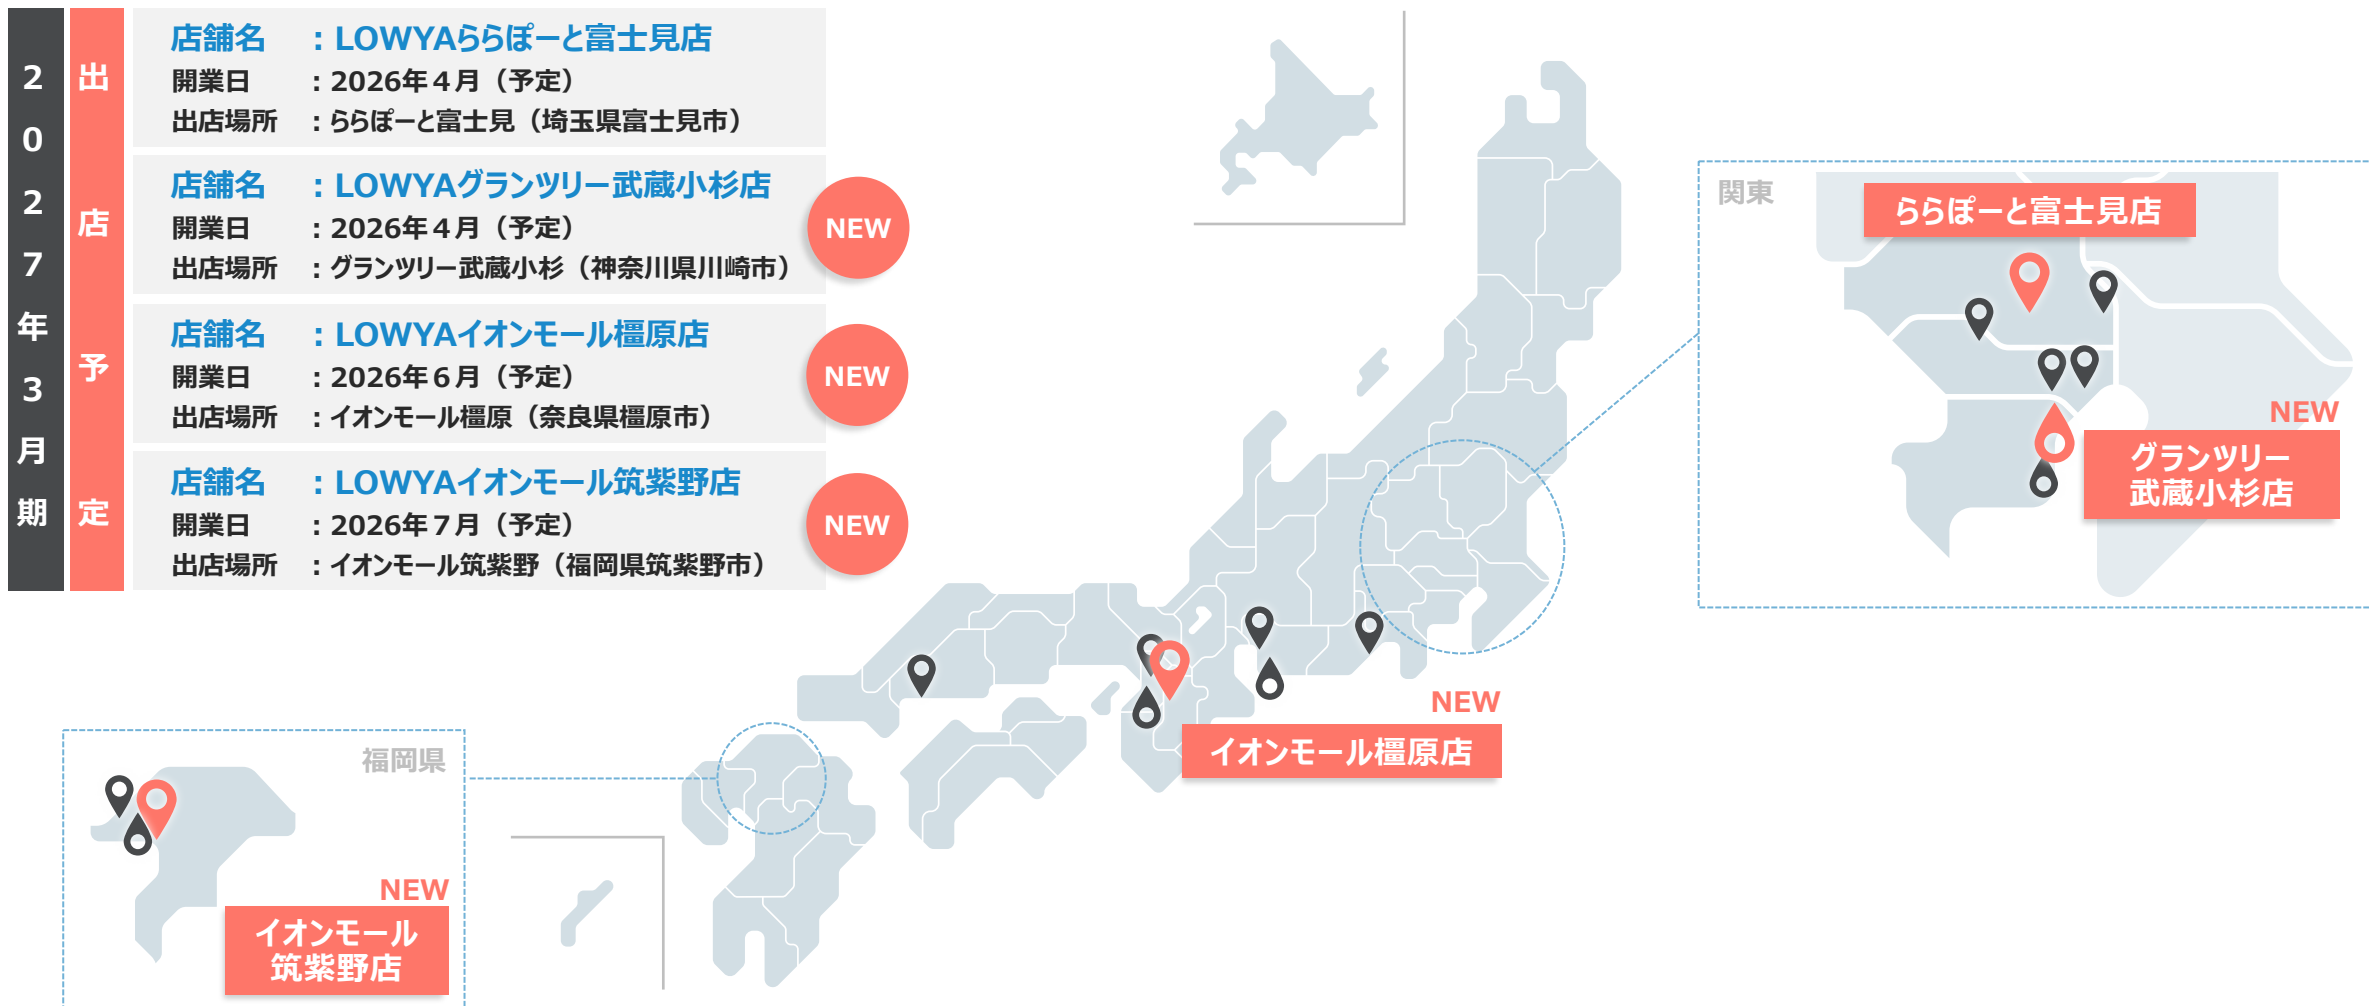 2027年3月期
出店予定
店舗名 ：LOWYAららぽーと富士見店
開業日 ：2026年４月（予定）
出店場所 ：ららぽーと富士見（埼玉県富士見市）
店舗名 ：LOWYAグランツリー武蔵小杉店
開業日 ：2026年４月（予定）
出店場所 ：グランツリー武蔵小杉（神奈川県川崎市）
NEW
店舗名 ：LOWYAイオンモール橿原店
開業日 ：2026年６月（予定）
出店場所 ：イオンモール橿原（奈良県橿原市）
NEW
店舗名 ：LOWYAイオンモール筑紫野店
開業日 ：2026年７月（予定）
出店場所 ：イオンモール筑紫野（福岡県筑紫野市）
NEW
関東
ららぽーと富士見店
NEW
グランツリー
武蔵小杉店
NEW
イオンモール橿原店
福岡県
NEW
イオンモール
筑紫野店